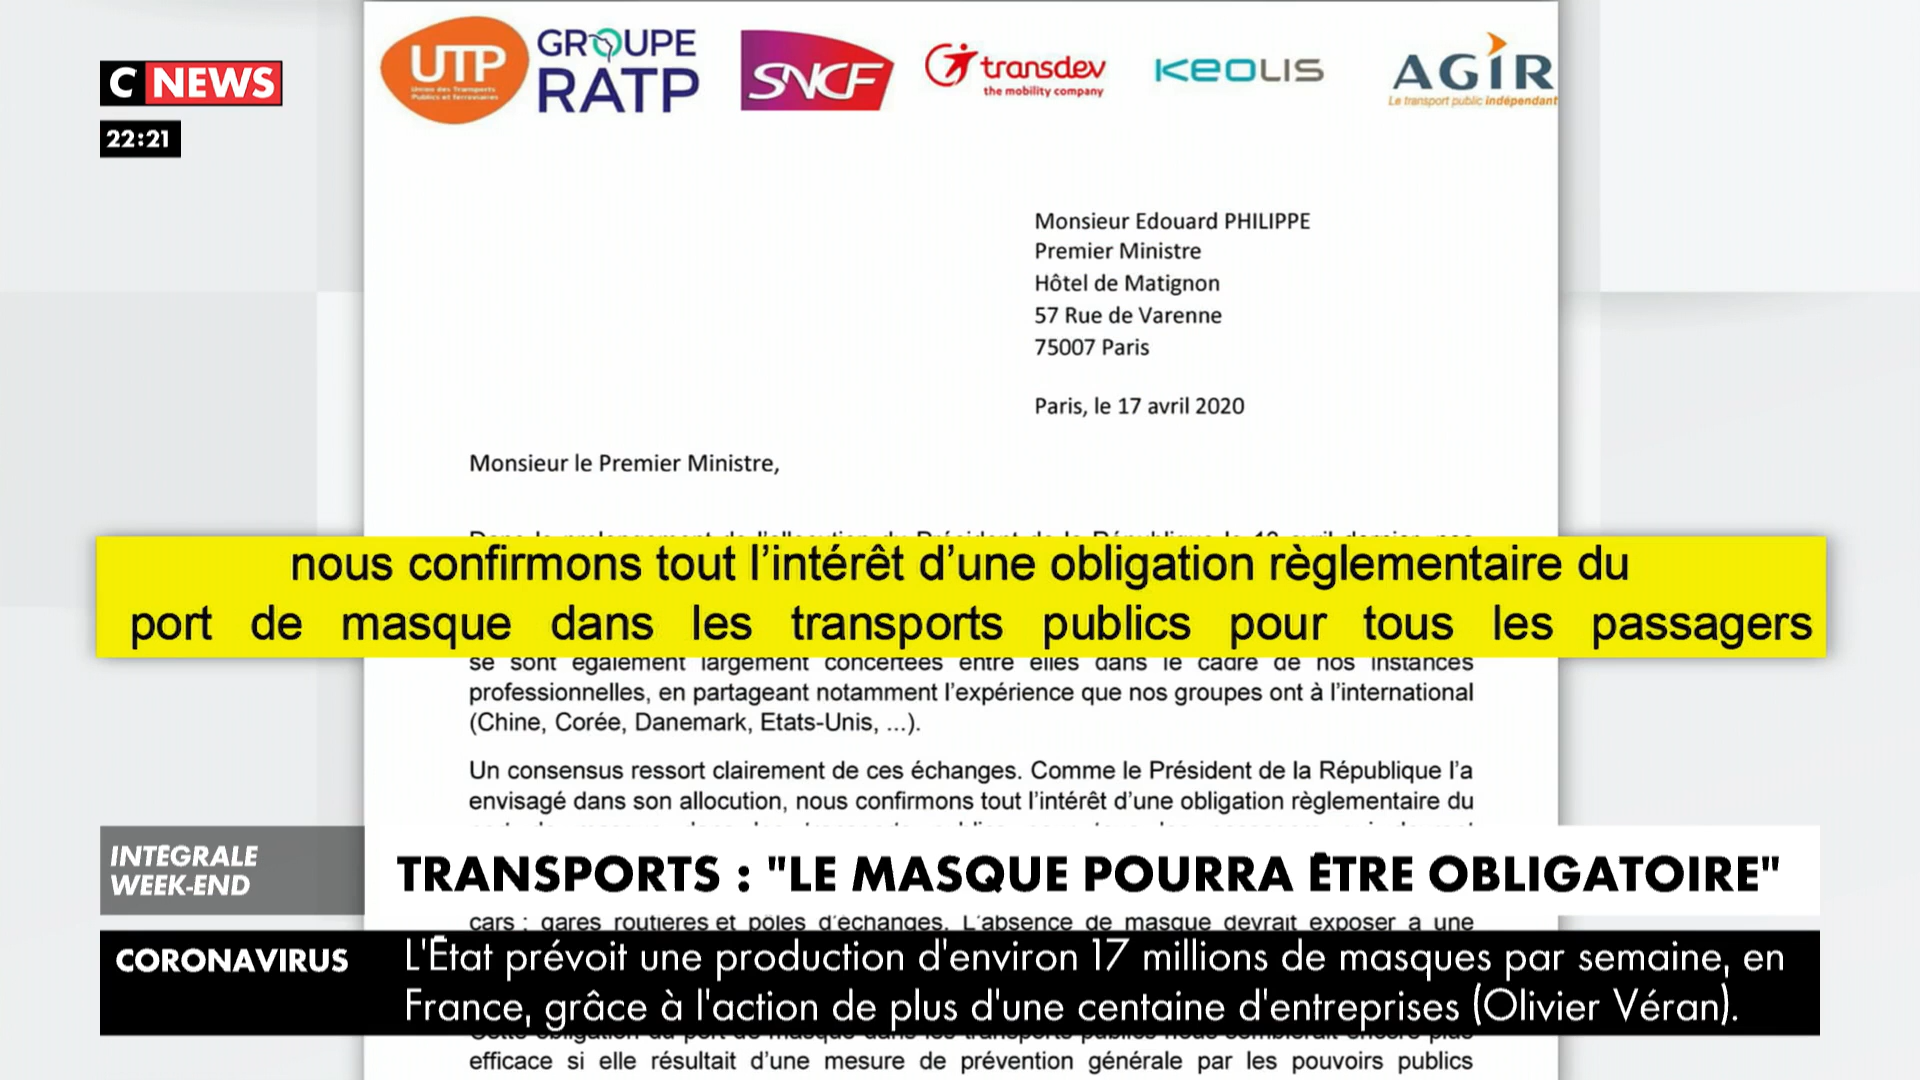 C NEWS
22:21
UTP
Union des Transports
Publics et ferroviaires
GROUPE
RATP
SNCF
transdev
the mobility company
KEOLIS
AGIR
Le transport public indépendant
Monsieur Edouard PHILIPPE
Premier Ministre
Hôtel de Matignon
57 Rue de Varenne
75007 Paris
Paris, le 17 avril 2020
Monsieur le Premier Ministre,
nous confirmons tout l’intérêt d’une obligation règlementaire du
port de masque dans les transports publics pour tous les passagers
se sont également largement concertées entre elles dans le cadre de nos instances
professionnelles, en partageant notamment l’expérience que nos groupes ont à l’international
(Chine, Corée, Danemark, Etats-Unis, ...).
Un consensus ressort clairement de ces échanges. Comme le Président de la République l’a
envisagé dans son allocution, nous confirmons tout l’intérêt d’une obligation règlementaire du
INTÉGRALE
WEEK-END
TRANSPORTS : "LE MASQUE POURRA ÊTRE OBLIGATOIRE"
cars ; gares routières et pôles d’échanges. L’absence de masque devrait exposer à une
CORONAVIRUS
L'État prévoit une production d'environ 17 millions de masques par semaine, en
France, grâce à l'action de plus d'une centaine d'entreprises (Olivier Véran).
efficace si elle résultait d’une mesure de prévention générale par les pouvoirs publics